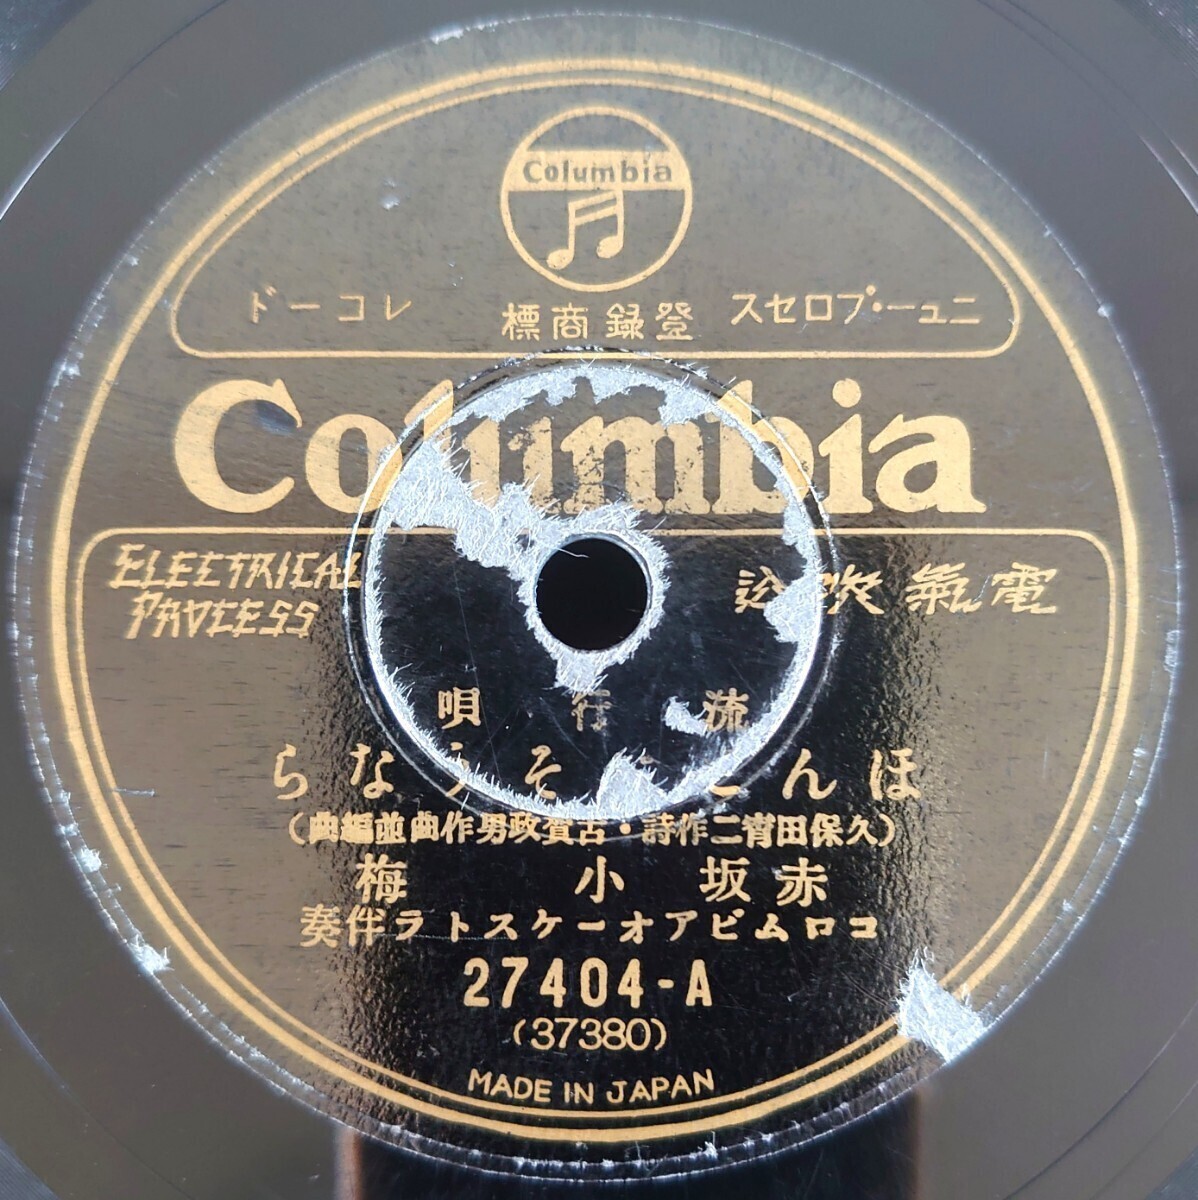 Columbia
ニュー・プロセス 登録商標 レコード
Columbia
ELECTRICAL PROCESS
電氣吹込
流行唄
ほんと そうなら
(久保田宵二作詩・古賀政男作曲並編曲)
赤坂 小梅
コロムビアオーケストラ伴奏
27404-A
(37380)
MADE IN JAPAN